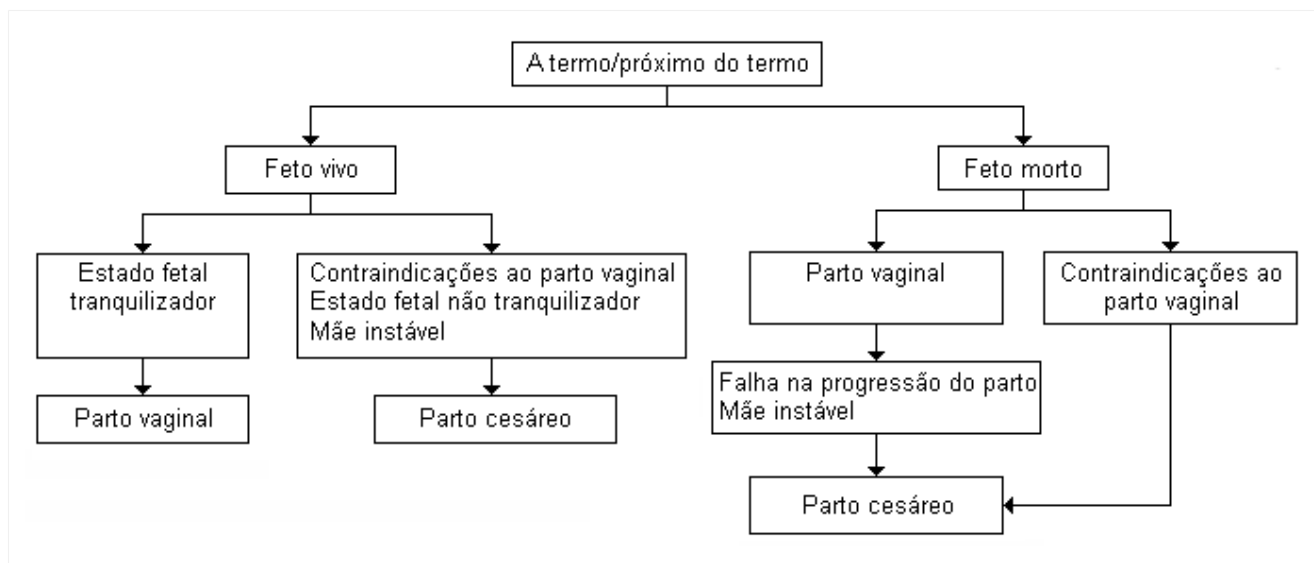 A termo/próximo do termo
Feto vivo
Feto morto
Estado fetal
tranquilizador
Contraindicações ao parto vaginal
Estado fetal não tranquilizador
Mãe instável
Parto vaginal
Contraindicações ao
parto vaginal
Parto vaginal
Parto cesáreo
Falha na progressão do parto
Mãe instável
Parto cesáreo